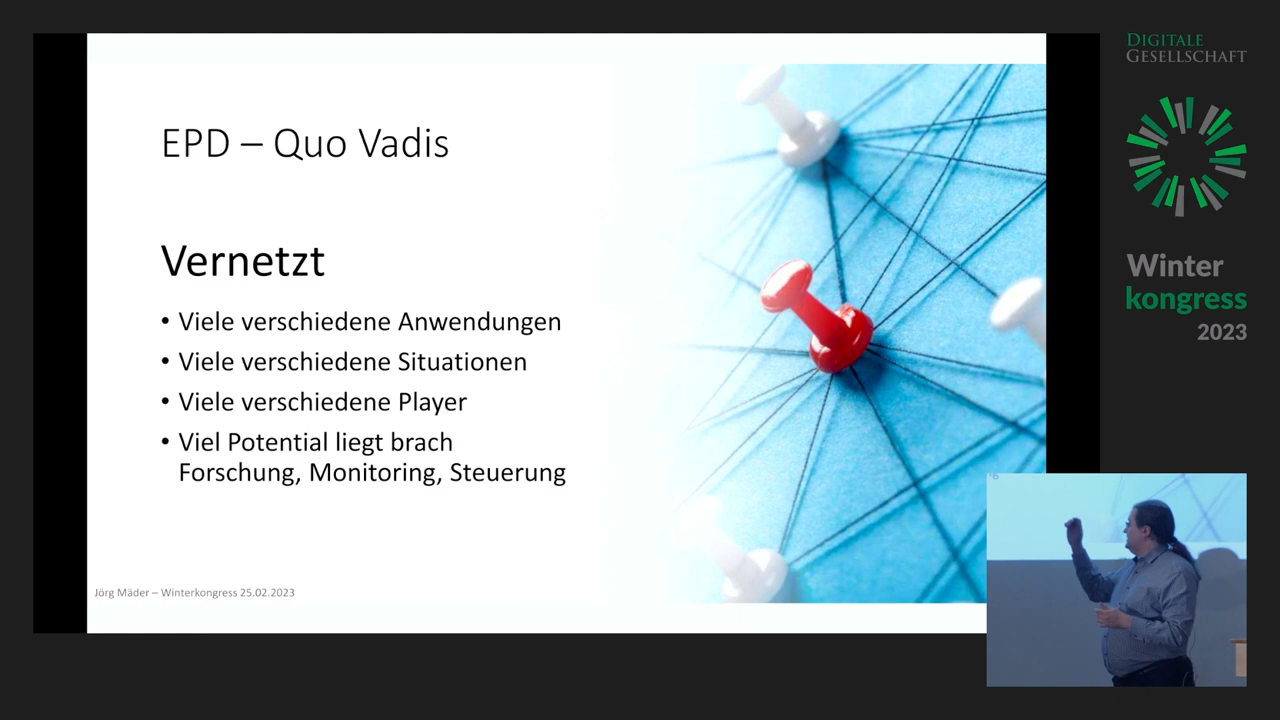 EPD – Quo Vadis
Vernetzt
• Viele verschiedene Anwendungen
• Viele verschiedene Situationen
• Viele verschiedene Player
• Viel Potential liegt brach
Forschung, Monitoring, Steuerung
Jörg Mäder – Winterkongress 25.02.2023
DIGITALE
GESELLSCHAFT
Winter
kongress
2023